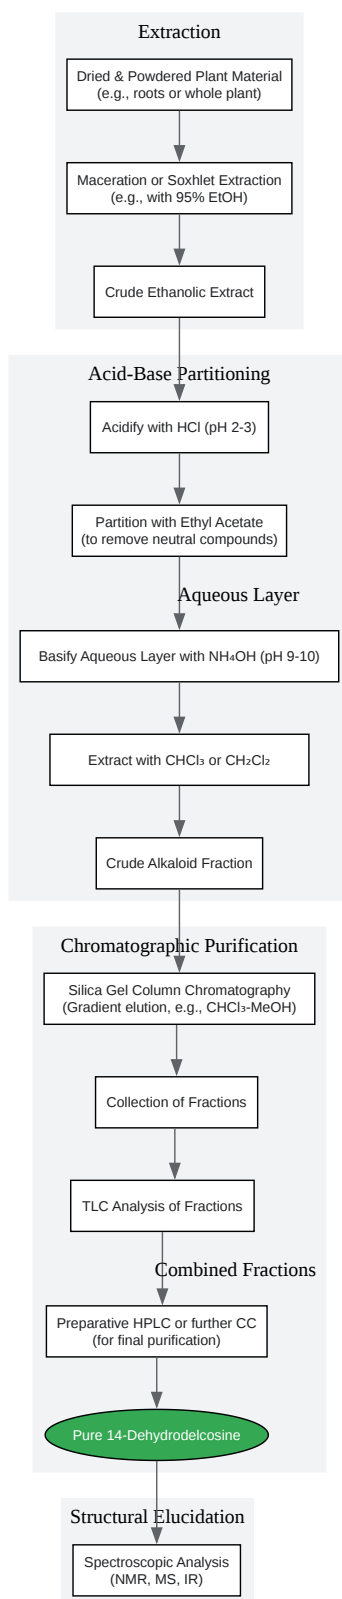 Extraction
Dried & Powdered Plant Material
(e.g., roots or whole plant)
Maceration or Soxhlet Extraction
(e.g., with 95% EtOH)
Crude Ethanolic Extract
Acid-Base Partitioning
Acidify with HCl (pH 2-3)
Partition with Ethyl Acetate
(to remove neutral compounds)
Aqueous Layer
Basify Aqueous Layer with NH₄OH (pH 9-10)
Extract with CHCl₃ or CH₂Cl₂
Crude Alkaloid Fraction
Chromatographic Purification
Silica Gel Column Chromatography
(Gradient elution, e.g., CHCl₃-MeOH)
Collection of Fractions
TLC Analysis of Fractions
Combined Fractions
Preparative HPLC or further CC
(for final purification)
Pure 14-Dehydrodelcosine
Structural Elucidation
Spectroscopic Analysis
(NMR, MS, IR)